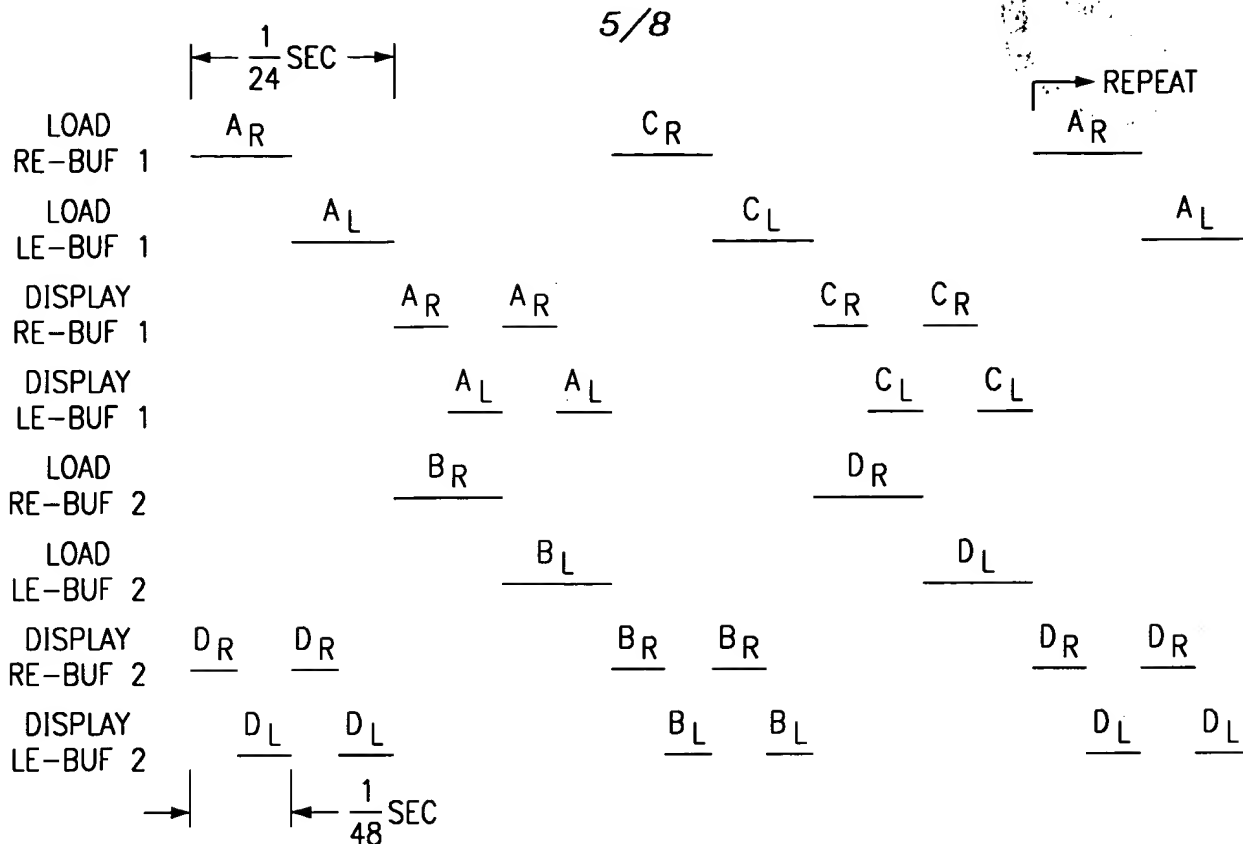 5/8
1/24 SEC
REPEAT
LOAD RE-BUF 1 A_R C_R A_R
LOAD LE-BUF 1 A_L C_L A_L
DISPLAY RE-BUF 1 A_R A_R C_R C_R
DISPLAY LE-BUF 1 A_L A_L C_L C_L
LOAD RE-BUF 2 B_R D_R
LOAD LE-BUF 2 B_L D_L
DISPLAY RE-BUF 2 D_R D_R B_R B_R D_R D_R
DISPLAY LE-BUF 2 D_L D_L B_L B_L D_L D_L
1/48 SEC